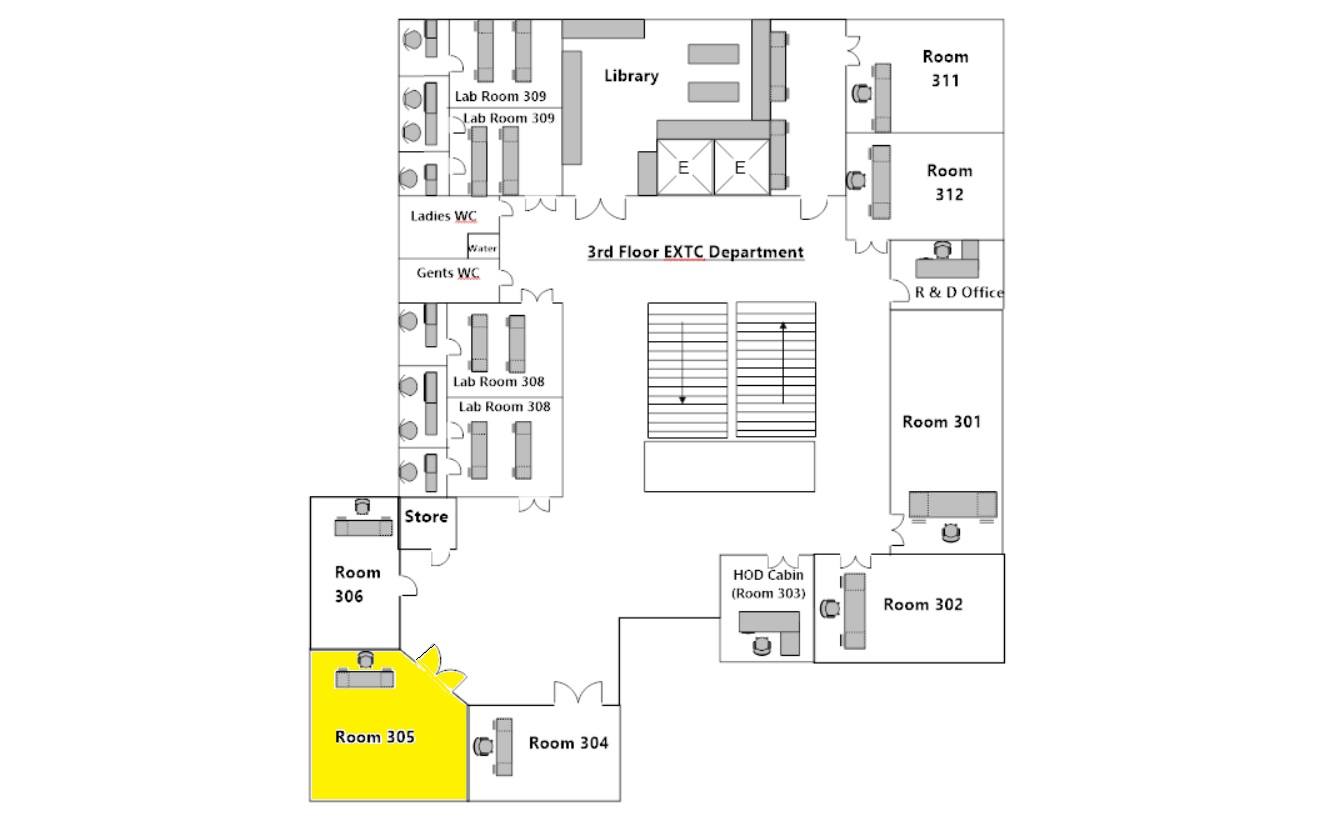 Room
311
Library
Lab Room 309
Lab Room 309
E
E
Room
312
Ladies WC
Water
3rd Floor EXTC Department
Gents WC
R & D Office
Lab Room 308
Lab Room 308
Room 301
Store
Room
306
HOD Cabin
(Room 303)
Room 302
Room 305
Room 304